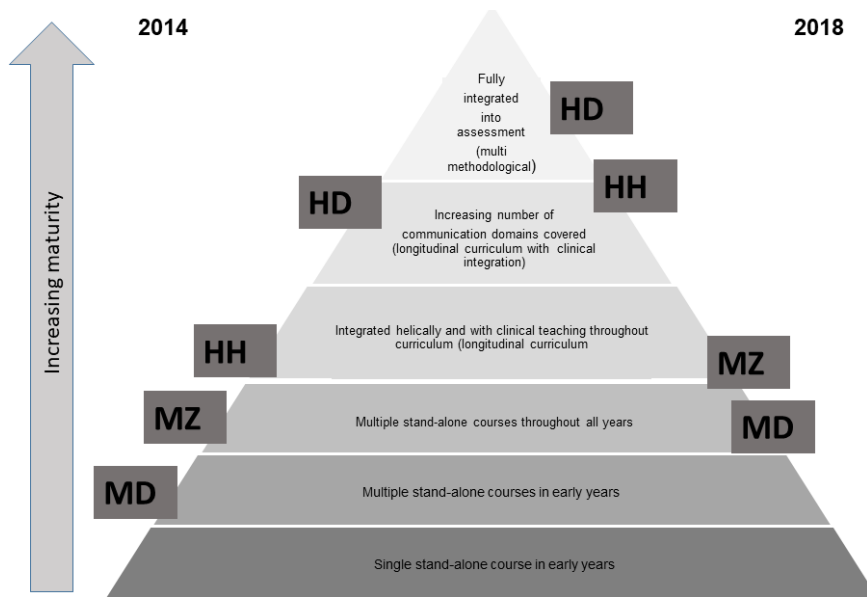 2014
2018
Fully
integrated
into
assessment
(multi
methodological)
HD
HD
HH
Increasing number of
communication domains covered
(longitudinal curriculum with clinical
integration)
Increasing maturity
HH
Integrated helically and with clinical teaching throughout
curriculum (longitudinal curriculum
MZ
MZ
Multiple stand-alone courses throughout all years
MD
MD
Multiple stand-alone courses in early years
Single stand-alone course in early years